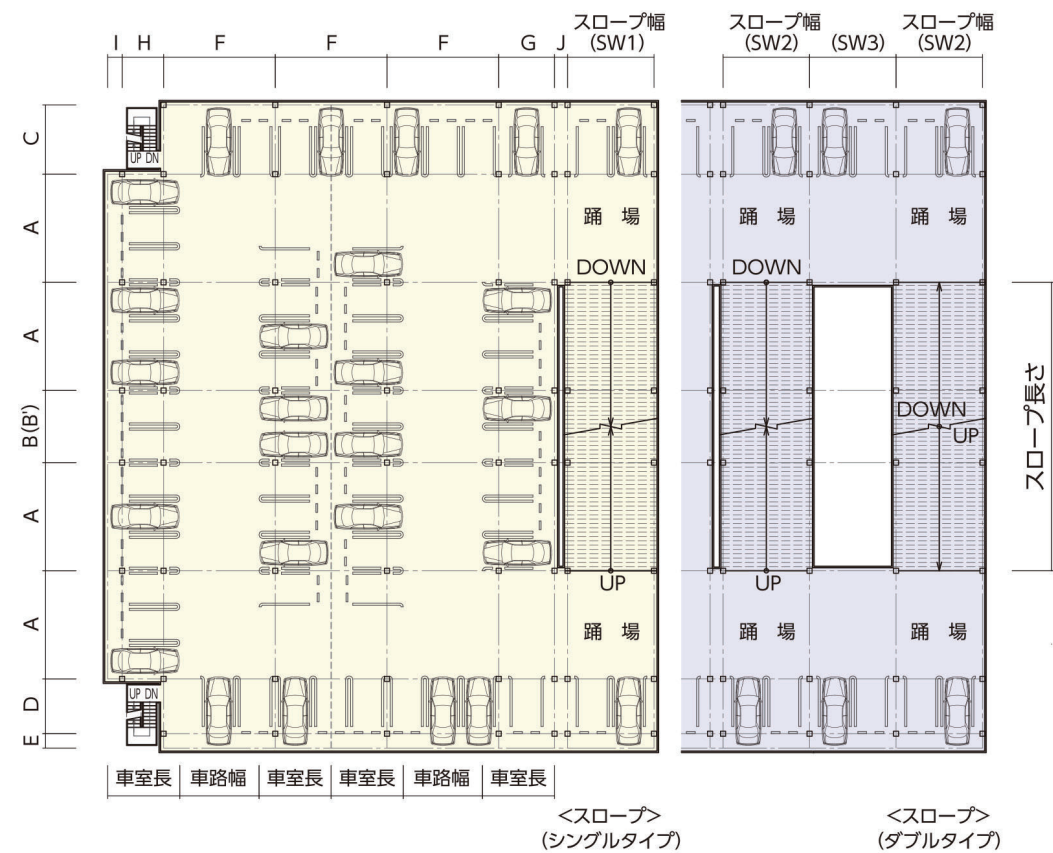 スロープ幅
(SW1)
スロープ幅
(SW2)
(SW3)
スロープ幅
(SW2)
I H F F F G J
C
A
A
B(B')
A
A
D
E
UP DN
踊 場
踊 場
踊 場
DOWN
DOWN
DOWN
UP
スロープ長さ
UP
UP
踊 場
踊 場
踊 場
UP DN
車室長 車路幅 車室長 車室長 車路幅 車室長
<スロープ>
(シングルタイプ)
<スロープ>
(ダブルタイプ)